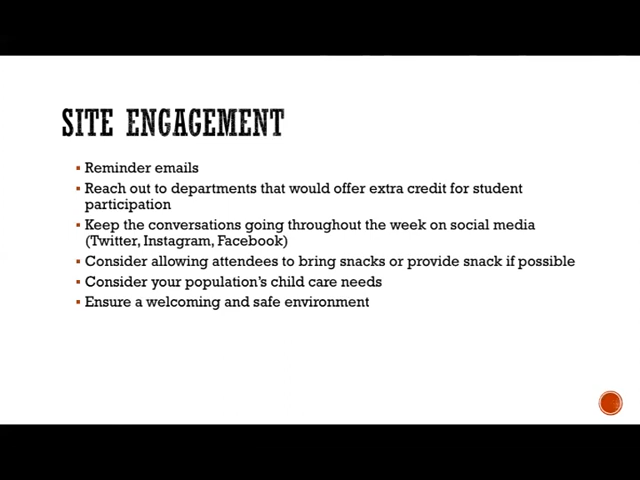 SITE ENGAGEMENT
▪ Reminder emails
▪ Reach out to departments that would offer extra credit for student
participation
▪ Keep the conversations going throughout the week on social media
(Twitter, Instagram, Facebook)
▪ Consider allowing attendees to bring snacks or provide snack if possible
▪ Consider your population's child care needs
▪ Ensure a welcoming and safe environment